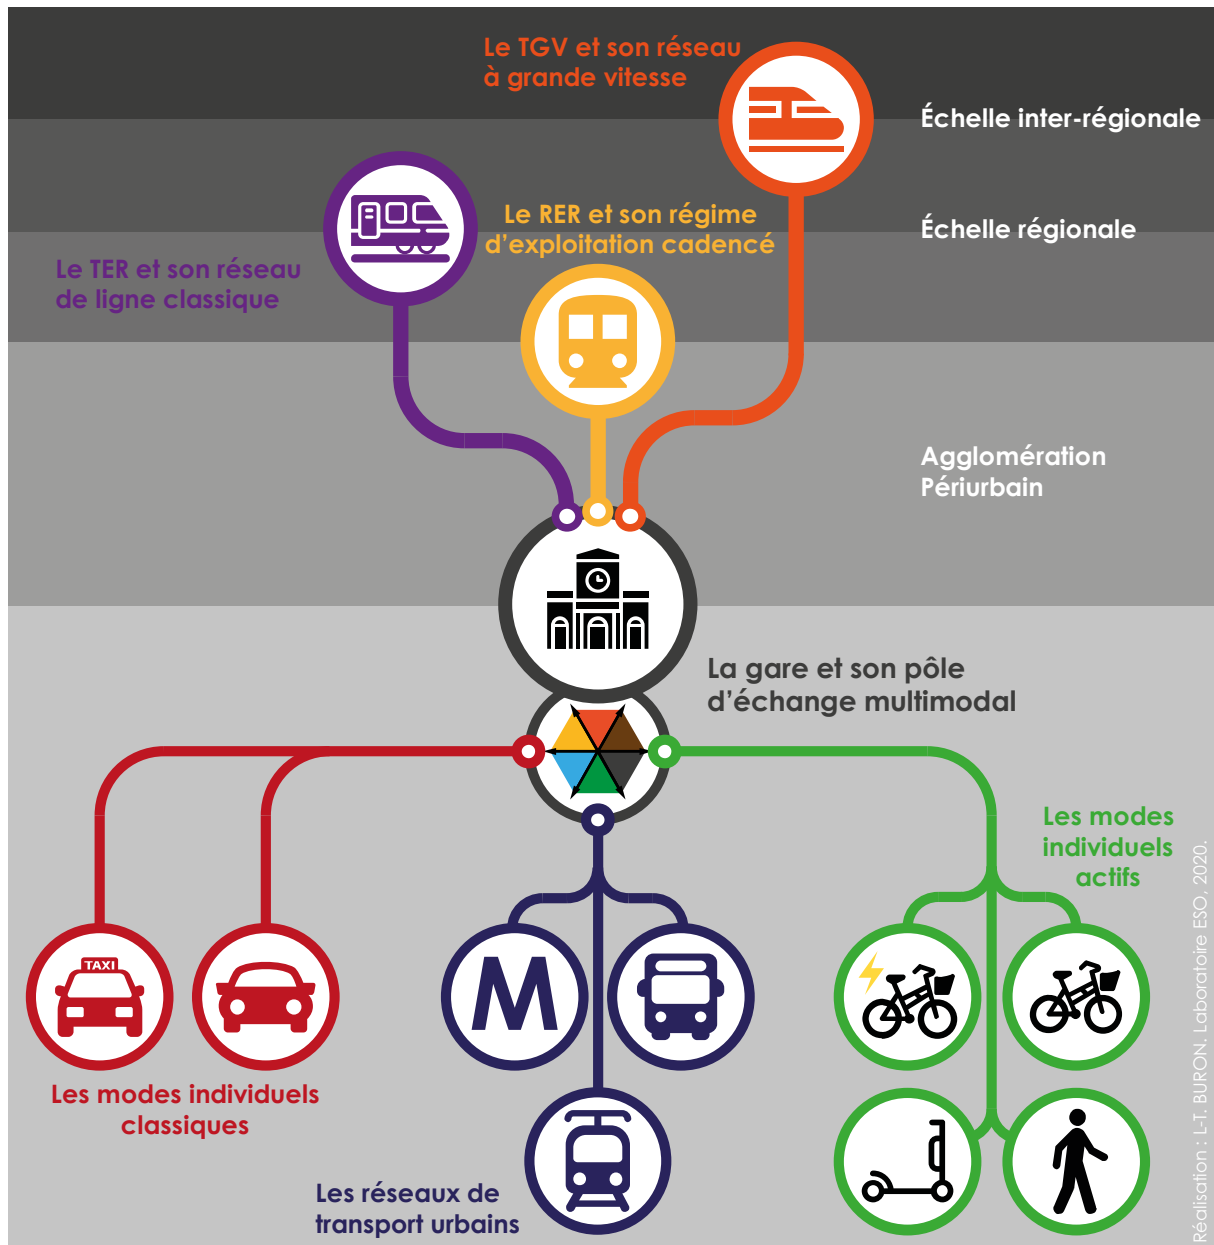 Le TGV et son réseau
à grande vitesse
Échelle inter-régionale
Le RER et son régime
d'exploitation cadencé
Échelle régionale
Le TER et son réseau
de ligne classique
Agglomération
Périurbain
La gare et son pôle
d'échange multimodal
Les modes
individuels
actifs
TAXI
M
Les modes individuels
classiques
Les réseaux de
transport urbains
Réalisation : L-T. BURON. Laboratoire ESO, 2020.